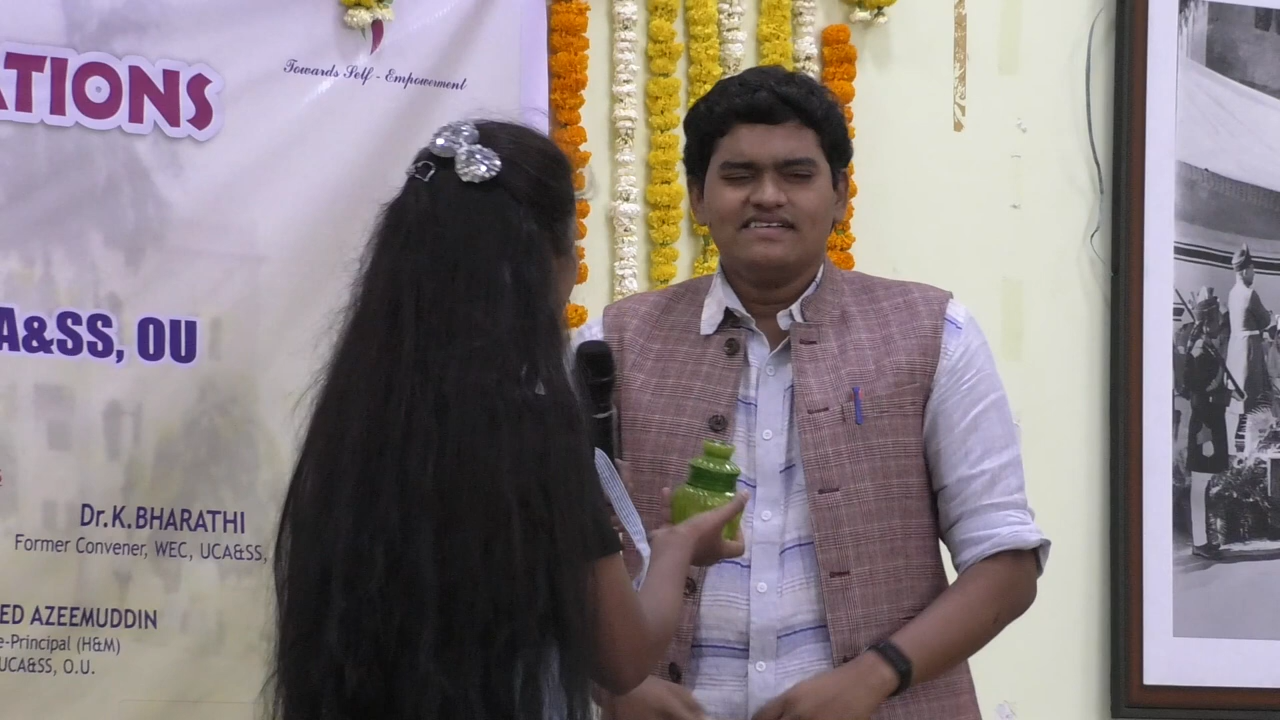 ATIONS
Towards Self - Empowerment
A&SS, OU
Dr.K.BHARATHI
Former Convener, WEC, UCA&SS,
ED AZEEMUDDIN
e-Principal (H&M)
UCA&SS, O.U.